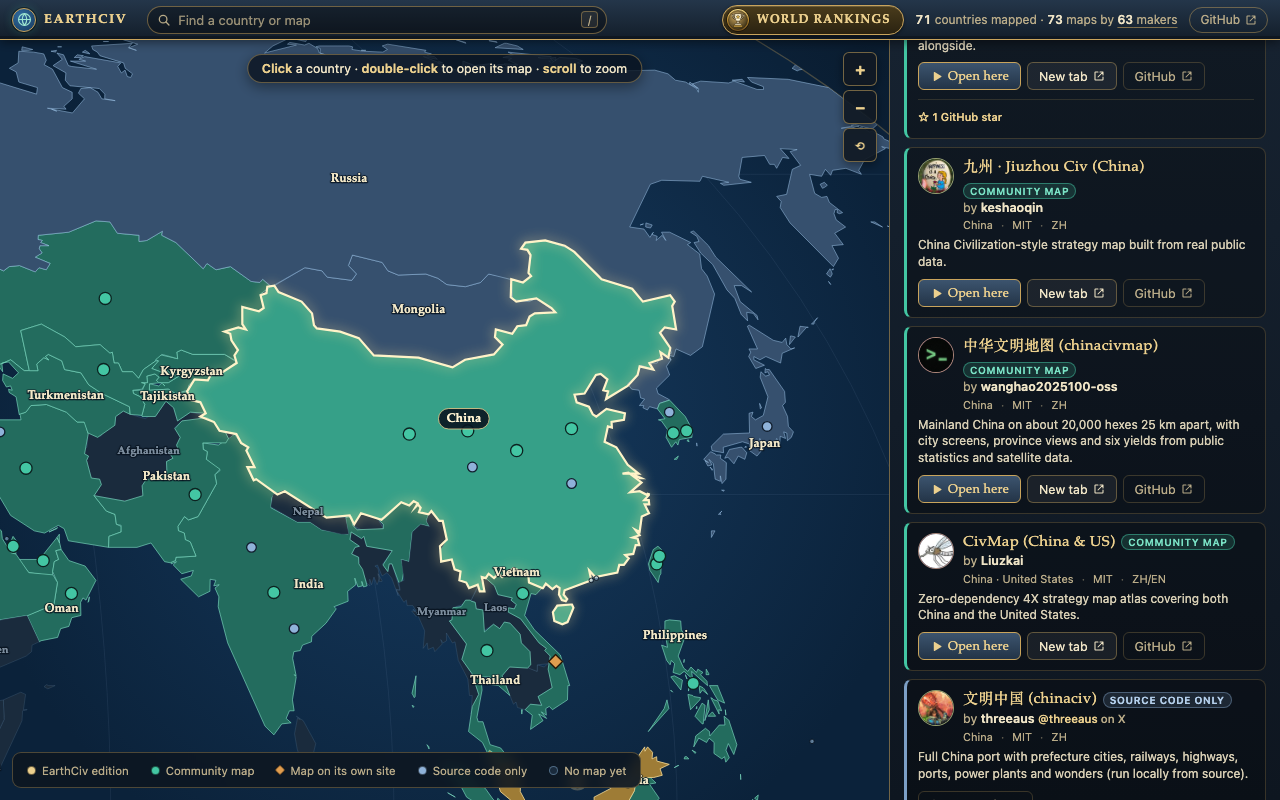 EARTHCIV
Find a country or map
/
WORLD RANKINGS
71 countries mapped · 73 maps by 63 makers
GitHub
Click a country · double-click to open its map · scroll to zoom
+
−
Russia
Mongolia
Kyrgyzstan
Turkmenistan
Tajikistan
China
Afghanistan
Japan
Pakistan
Nepal
Vietnam
India
Oman
Myanmar
Laos
Philippines
en
Thailand
la
EarthCiv edition
Community map
Map on its own site
Source code only
No map yet
alongside.
Open here
New tab
GitHub
☆ 1 GitHub star
九州 · Jiuzhou Civ (China)
COMMUNITY MAP
by keshaoqin
China · MIT · ZH
China Civilization-style strategy map built from real public
data.
Open here
New tab
GitHub
中华文明地图 (chinacivmap)
COMMUNITY MAP
by wanghao2025100-oss
China · MIT · ZH
Mainland China on about 20,000 hexes 25 km apart, with
city screens, province views and six yields from public
statistics and satellite data.
Open here
New tab
GitHub
CivMap (China & US) COMMUNITY MAP
by Liuzkai
China · United States · MIT · ZH/EN
Zero-dependency 4X strategy map atlas covering both
China and the United States.
Open here
New tab
GitHub
文明中国 (chinaciv) SOURCE CODE ONLY
by threeaus @threeaus on X
China · MIT · ZH
Full China port with prefecture cities, railways, highways,
ports, power plants and wonders (run locally from source).